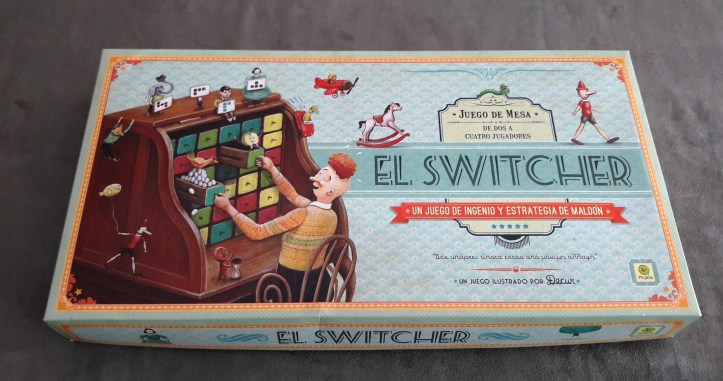 JUEGO DE MESA
DE DOS A
CUATRO JUGADORES
EL SWITCHER
UN JUEGO DE INGENIO Y ESTRATEGIA DE MALDÓN
UN JUEGO ILUSTRADO POR: Decur
EL SWITCHER